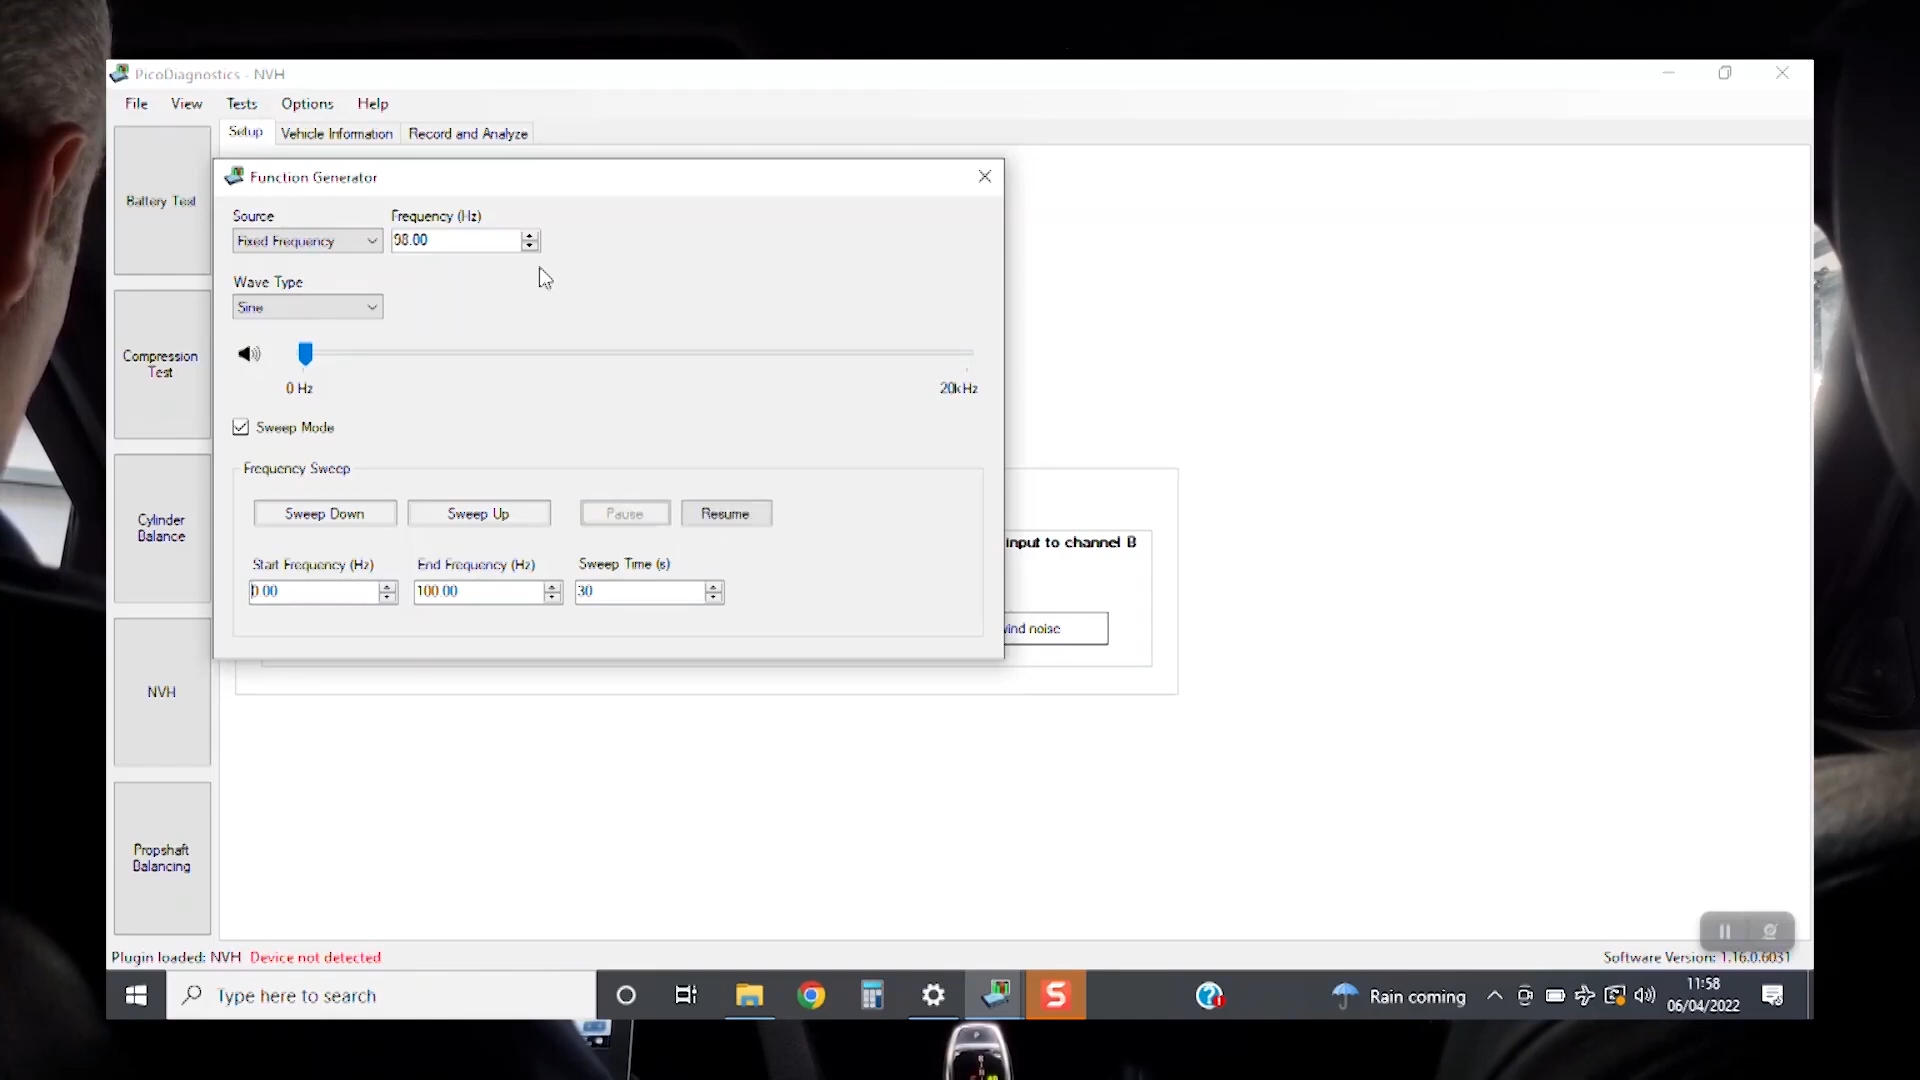 PicoDiagnostics - NVH
File View Tests Options Help
Setup Vehicle Information Record and Analyze
Battery Test
Compression
Test
Cylinder
Balance
NVH
Propshaft
Balancing
Function Generator
Source Frequency (Hz)
Fixed Frequency 98.00
Wave Type
Sine
0 Hz 20kHz
Sweep Mode
Frequency Sweep
Sweep Down Sweep Up Pause Resume
Start Frequency (Hz) End Frequency (Hz) Sweep Time (s)
0.00 100.00 30
input to channel B
wind noise
Plugin loaded: NVH Device not detected Software Version: 1.16.0.6031
Type here to search
S
Rain coming
11:58
06/04/2022